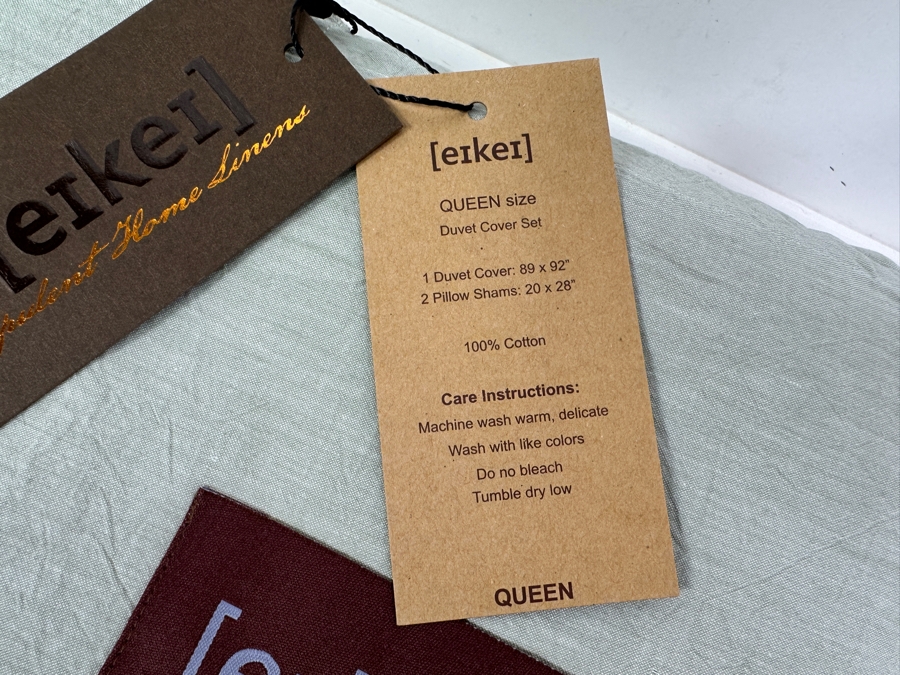 [eɪkeɪ]
Home Linens
[eɪkeɪ]
QUEEN size
Duvet Cover Set
1 Duvet Cover: 89 x 92"
2 Pillow Shams: 20 x 28"
100% Cotton
Care Instructions:
Machine wash warm, delicate
Wash with like colors
Do no bleach
Tumble dry low
QUEEN